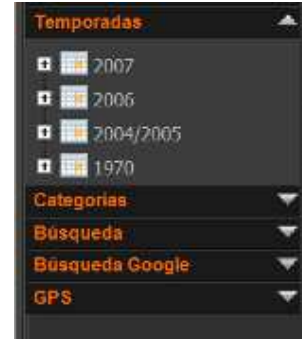 Temporadas
2007
2006
2004/2005
1970
Categorias
Búsqueda
Búsqueda Google
GPS